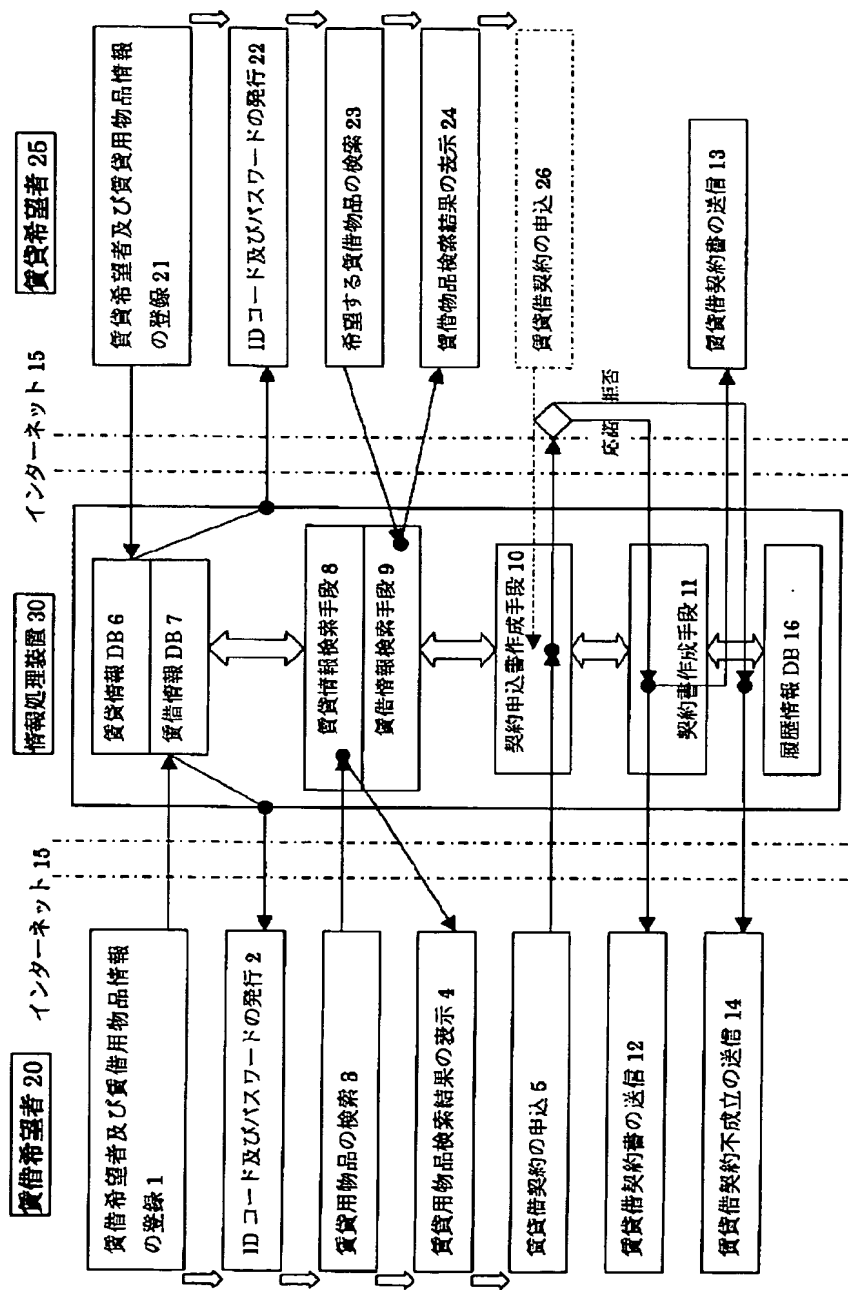 賃借希望者 20
インターネット 15
情報処理装置 30
インターネット 15
賃貸希望者 25
賃借希望者及び賃借用物品情報
の登録 1
IDコード及びパスワードの発行 2
賃貸用物品の検索 3
賃貸用物品検索結果の表示 4
賃貸借契約の申込 5
賃貸借契約書の送信 12
賃貸借契約不成立の送信 14
賃貸情報 DB 6
賃借情報 DB 7
賃貸情報検索手段 8
賃借情報検索手段 9
契約申込書作成手段 10
契約書作成手段 11
履歴情報 DB 16
賃貸希望者及び賃貸用物品情報
の登録 21
IDコード及びパスワードの発行 22
希望する賃借物品の検索 23
賃借物品検索結果の表示 24
賃貸借契約の申込 26
応諾
拒否
賃貸借契約書の送信 13